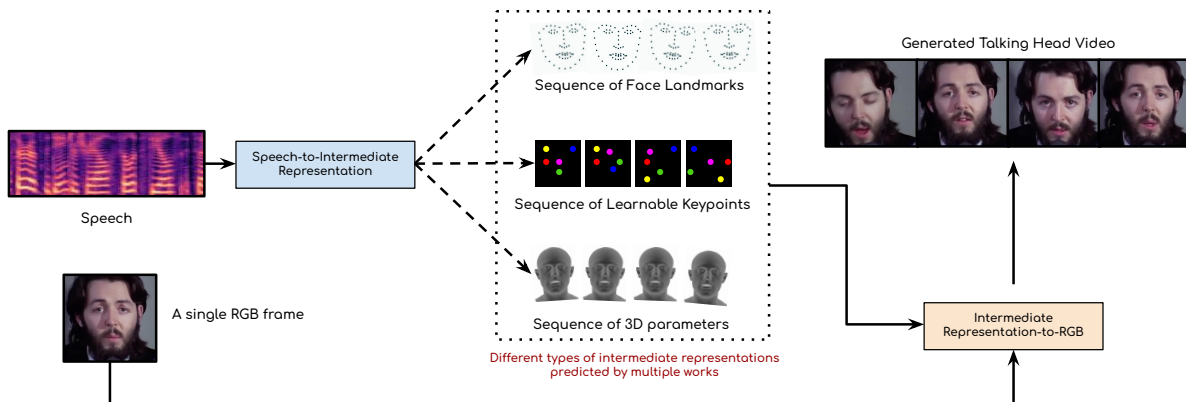 Generated Talking Head Video
Sequence of Face Landmarks
Speech-to-Intermediate
Representation
Speech
Sequence of Learnable Keypoints
A single RGB frame
Sequence of 3D parameters
Intermediate
Representation-to-RGB
Different types of intermediate representations
predicted by multiple works